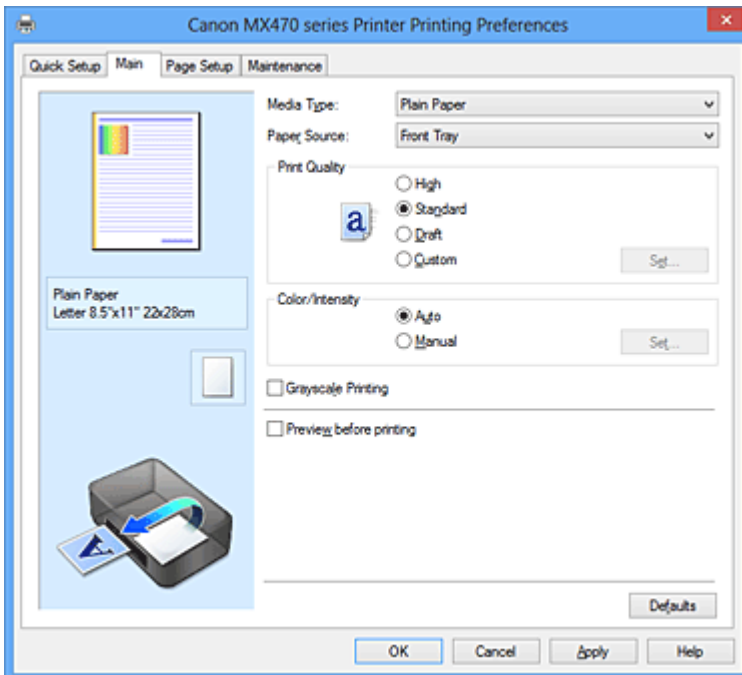 Canon MX470 series Printer Printing Preferences
Quick Setup Main Page Setup Maintenance
Media Type: Plain Paper
Paper Source: Front Tray
Print Quality
High
a Standard
Draft
Custom Set...
Plain Paper
Letter 8.5"x11" 22x28cm
Color/Intensity
Auto
Manual Set...
Grayscale Printing
Preview before printing
A
Defaults
OK Cancel Apply Help